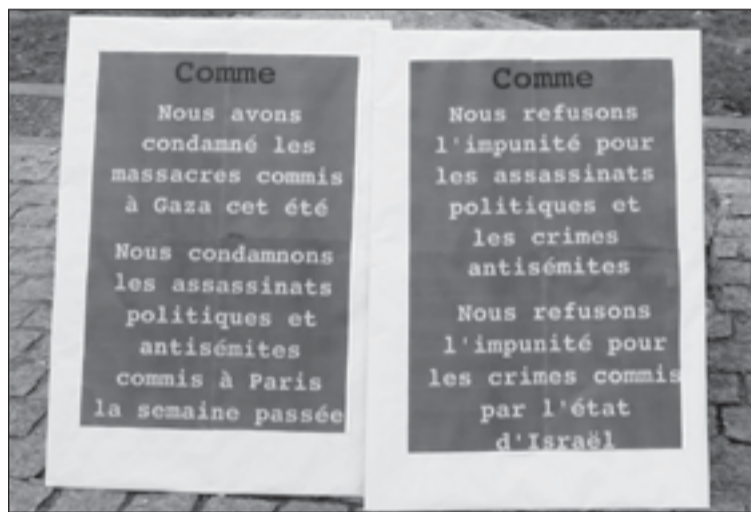 Comme
Nous avons
condamné les
massacres commis
à Gaza cet été
Nous condamnons
les assassinats
politiques et
antisémites
commis à Paris
la semaine passée
Comme
Nous refusons
l'impunité pour
les assassinats
politiques et
les crimes
antisémites
Nous refusons
l'impunité pour
les crimes commis
par l'état
d'Israël